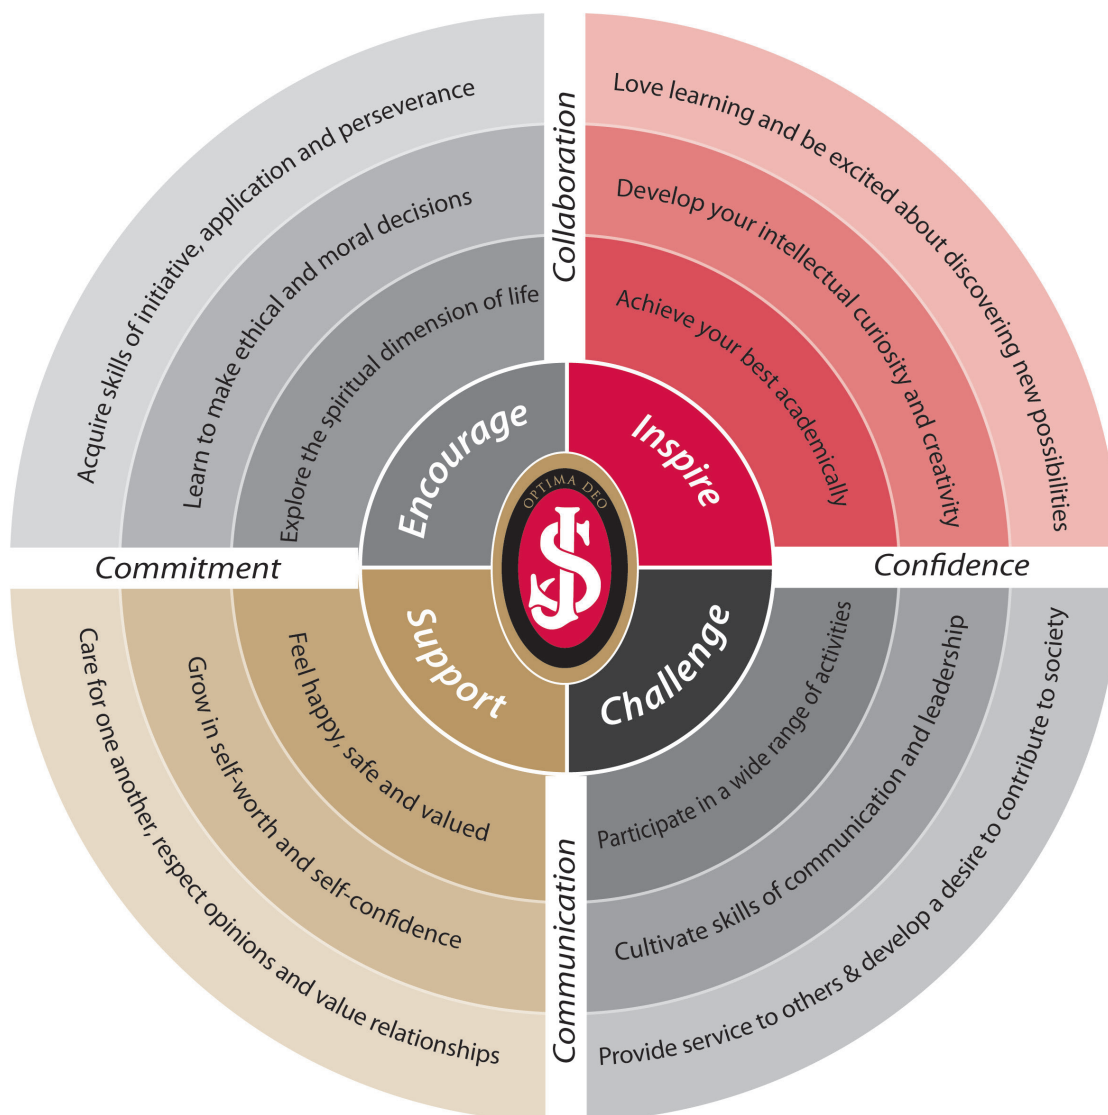 Acquire skills of initiative, application and perseverance
Learn to make ethical and moral decisions
Explore the spiritual dimension of life
Encourage
Collaboration
Love learning and be excited about discovering new possibilities
Develop your intellectual curiosity and creativity
Achieve your best academically
Inspire
Commitment
OPTIMA DEO
JS
Confidence
Support
Feel happy, safe and valued
Grow in self-worth and self-confidence
Care for one another, respect opinions and value relationships
Communication
Challenge
Participate in a wide range of activities
Cultivate skills of communication and leadership
Provide service to others & develop a desire to contribute to society